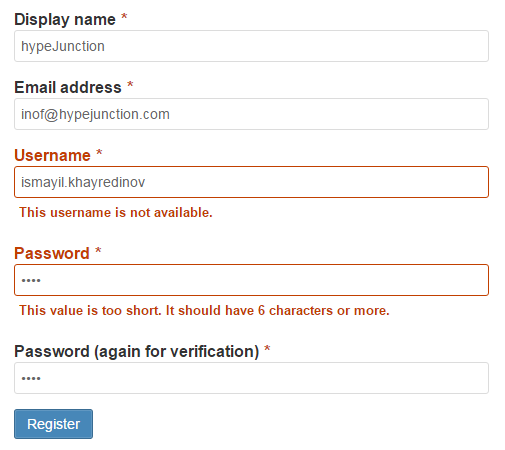 Display name *
hypeJunction
Email address *
inof@hypejunction.com
Username *
ismayil.khayredinov
This username is not available.
Password *
••••
This value is too short. It should have 6 characters or more.
Password (again for verification) *
••••
Register